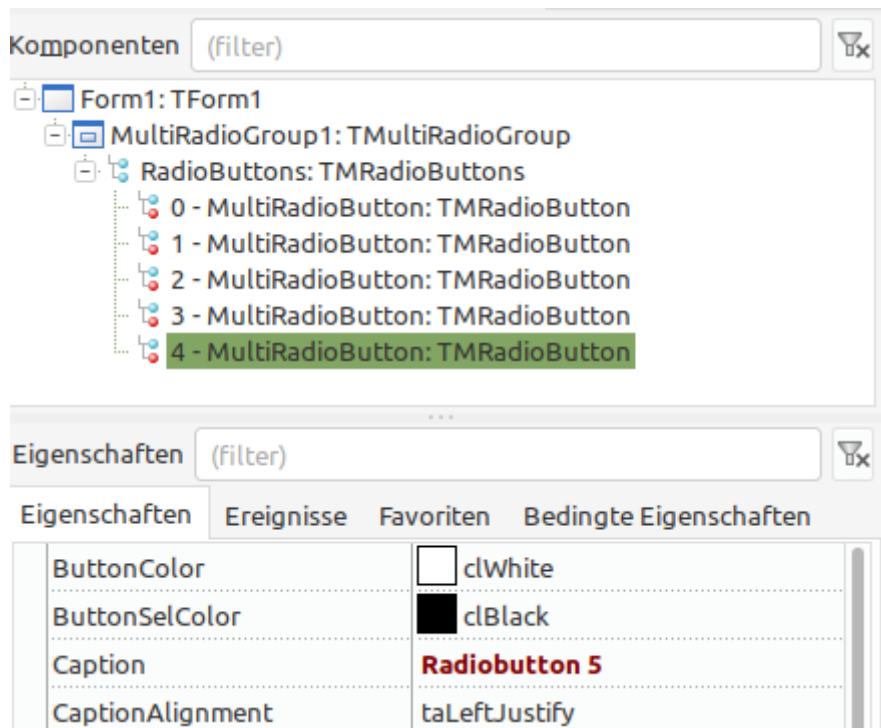 Komponenten (filter)
Form1: TForm1
MultiRadioGroup1: TMultiRadioGroup
RadioButtons: TMRadioButtons
0 - MultiRadioButton: TMRadioButton
1 - MultiRadioButton: TMRadioButton
2 - MultiRadioButton: TMRadioButton
3 - MultiRadioButton: TMRadioButton
4 - MultiRadioButton: TMRadioButton
Eigenschaften (filter)
Eigenschaften Ereignisse Favoriten Bedingte Eigenschaften
ButtonColor clWhite
ButtonSelColor clBlack
Caption Radiobutton 5
CaptionAlignment taLeftJustify